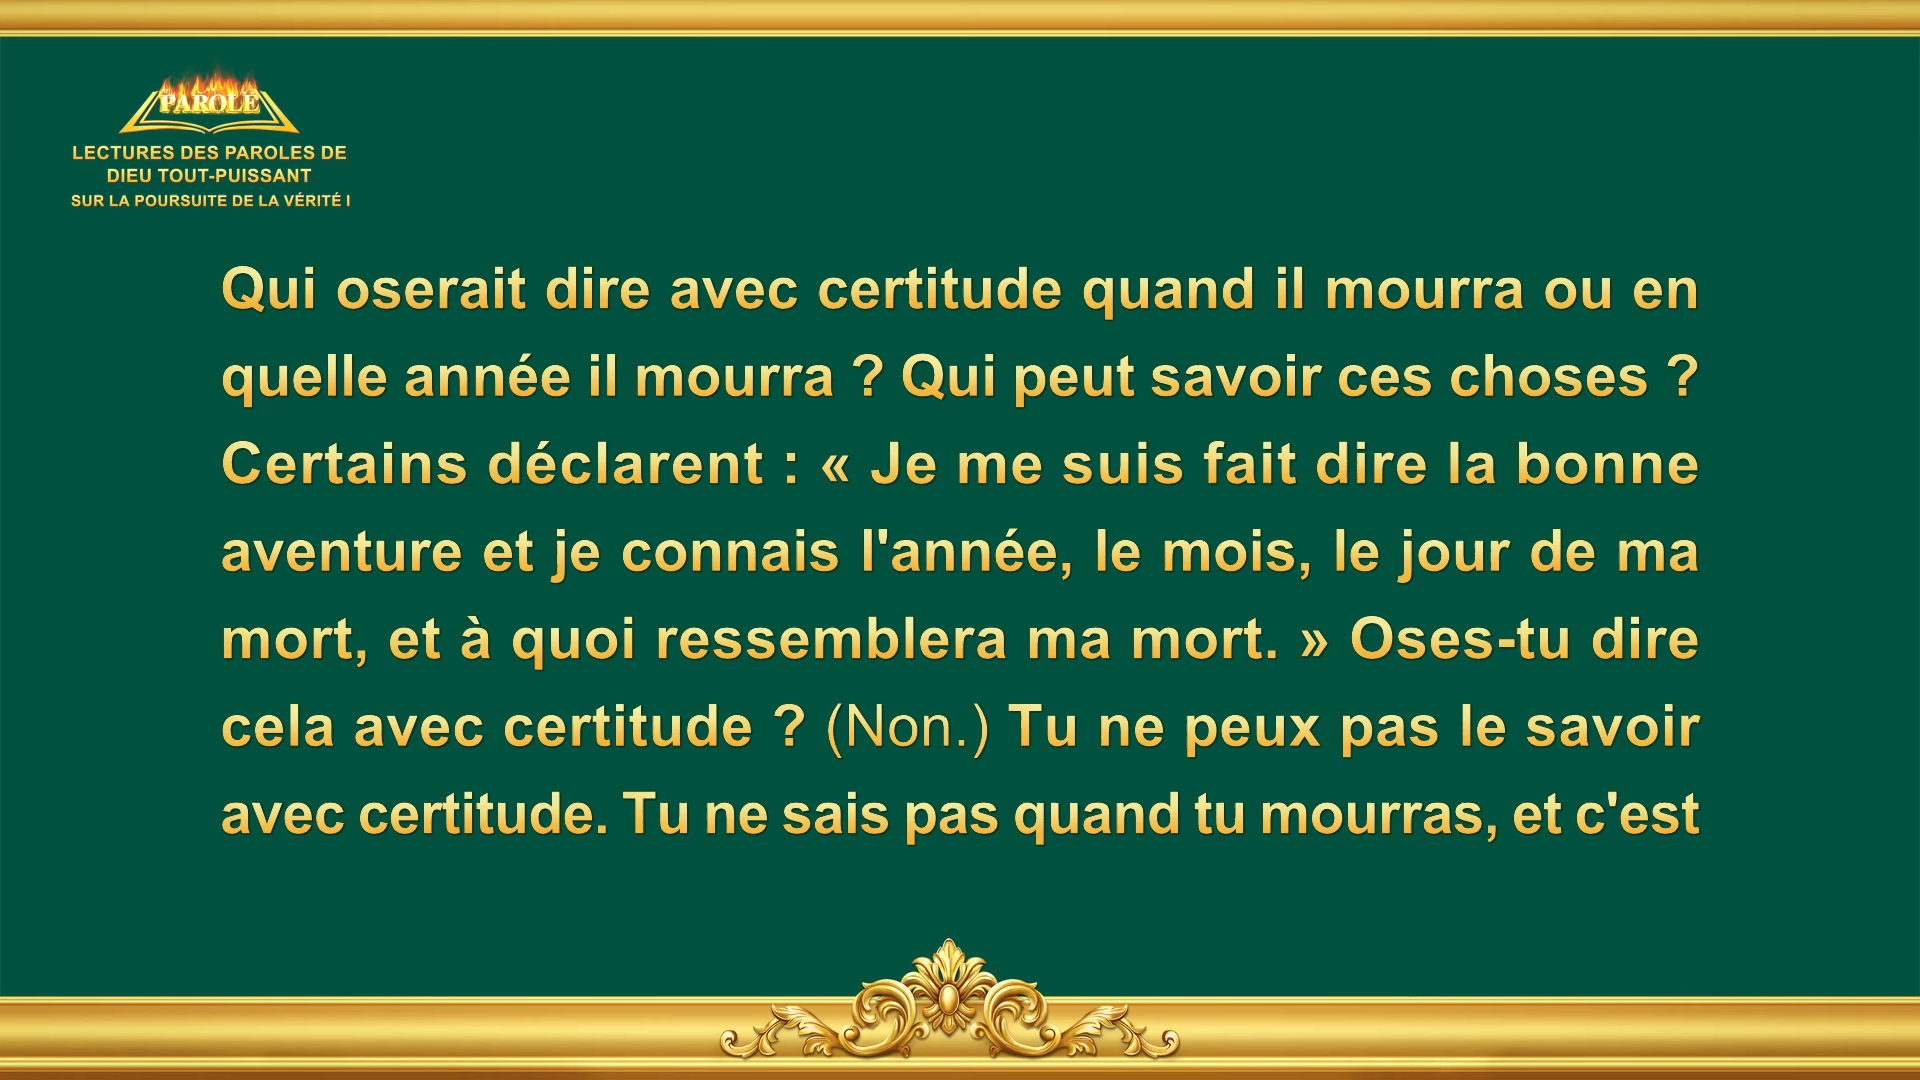 PAROLE
LECTURES DES PAROLES DE
DIEU TOUT-PUISSANT
SUR LA POURSUITE DE LA VÉRITÉ I
Qui oserait dire avec certitude quand il mourra ou en
quelle année il mourra ? Qui peut savoir ces choses ?
Certains déclarent : « Je me suis fait dire la bonne
aventure et je connais l'année, le mois, le jour de ma
mort, et à quoi ressemblera ma mort. » Oses-tu dire
cela avec certitude ? (Non.) Tu ne peux pas le savoir
avec certitude. Tu ne sais pas quand tu mourras, et c'est